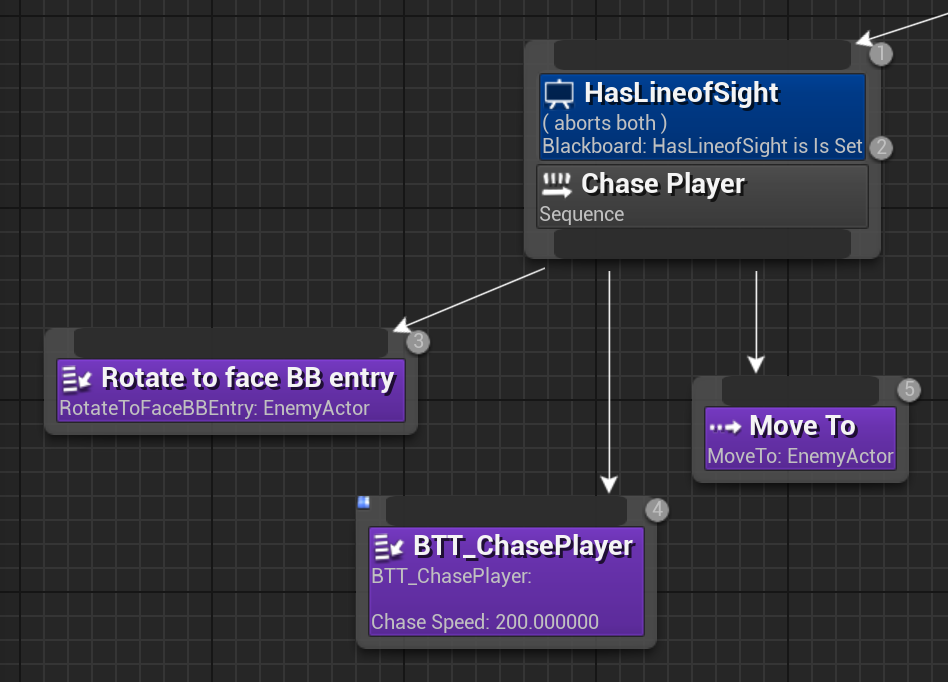 1
HasLineofSight
( aborts both )
Blackboard: HasLineofSight is Is Set
2
Chase Player
Sequence
3
Rotate to face BB entry
RotateToFaceBBEntry: EnemyActor
5
Move To
MoveTo: EnemyActor
4
BTT_ChasePlayer
BTT_ChasePlayer:
Chase Speed: 200.000000